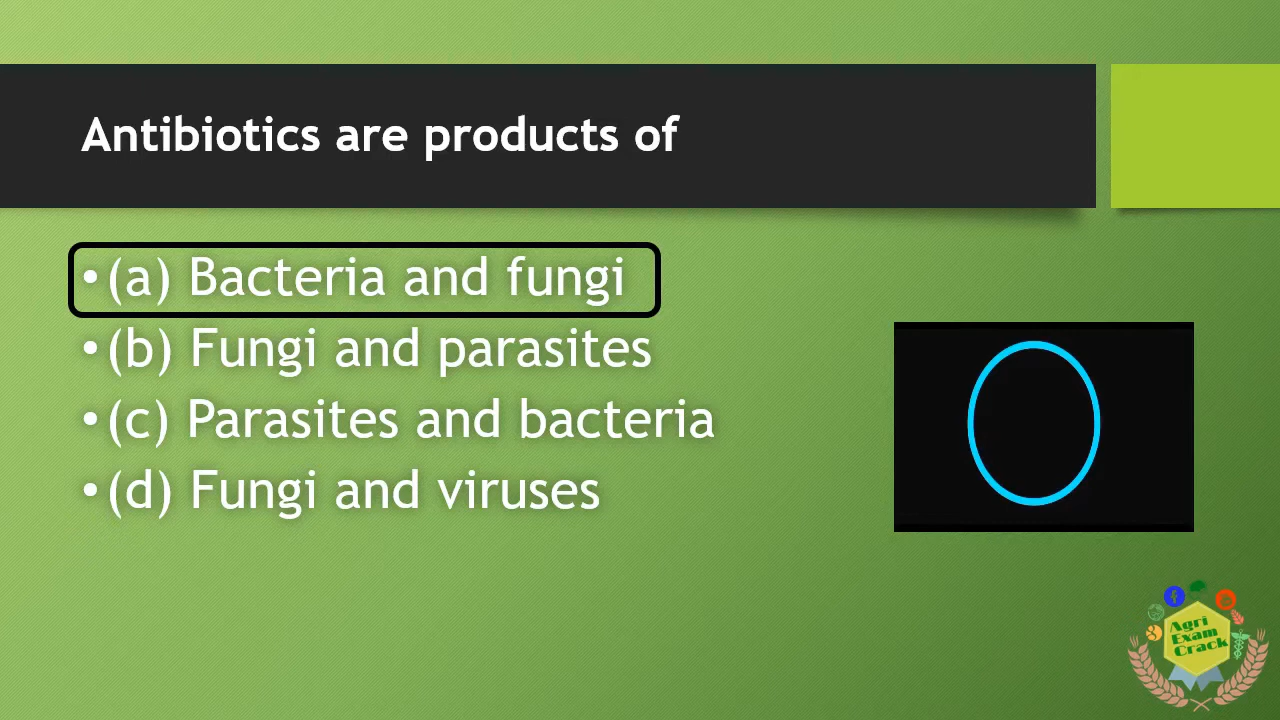 Antibiotics are products of
•(a) Bacteria and fungi
•(b) Fungi and parasites
•(c) Parasites and bacteria
•(d) Fungi and viruses
Agri
Exam
Crack